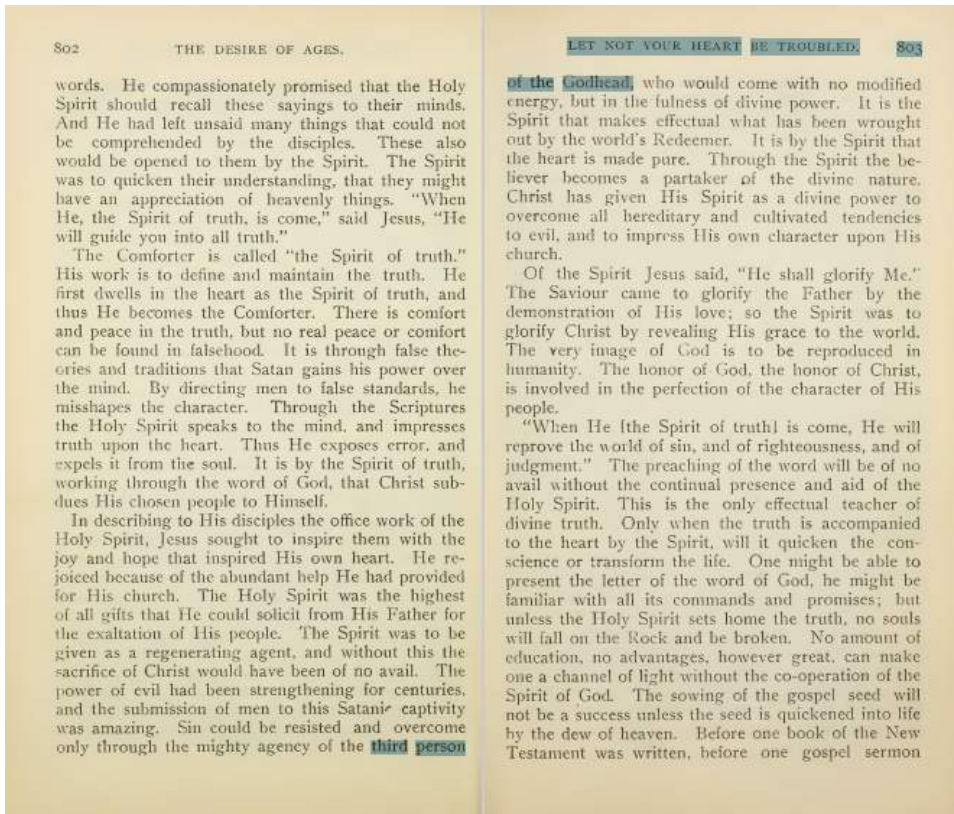 802
THE DESIRE OF AGES.
words. He compassionately promised that the Holy
Spirit should recall these sayings to their minds.
And He had left unsaid many things that could not
be comprehended by the disciples. These also
would be opened to them by the Spirit. The Spirit
was to quicken their understanding, that they might
have an appreciation of heavenly things. “When
He, the Spirit of truth, is come,” said Jesus, “He
will guide you into all truth.”
The Comforter is called “the Spirit of truth.”
His work is to define and maintain the truth. He
first dwells in the heart as the Spirit of truth, and
thus He becomes the Comforter. There is comfort
and peace in the truth, but no real peace or comfort
can be found in falsehood. It is through false the-
ories and traditions that Satan gains his power over
the mind. By directing men to false standards, he
misshapes the character. Through the Scriptures
the Holy Spirit speaks to the mind, and impresses
truth upon the heart. Thus He exposes error, and
expels it from the soul. It is by the Spirit of truth,
working through the word of God, that Christ sub-
dues His chosen people to Himself.
In describing to His disciples the office work of the
Holy Spirit, Jesus sought to inspire them with the
joy and hope that inspired His own heart. He re-
joiced because of the abundant help He had provided
for His church. The Holy Spirit was the highest
of all gifts that He could solicit from His Father for
the exaltation of His people. The Spirit was to be
given as a regenerating agent, and without this the
sacrifice of Christ would have been of no avail. The
power of evil had been strengthening for centuries,
and the submission of men to this Satanic captivity
was amazing. Sin could be resisted and overcome
only through the mighty agency of the third person
LET NOT YOUR HEART BE TROUBLED.
803
of the Godhead, who would come with no modified
energy, but in the fulness of divine power. It is the
Spirit that makes effectual what has been wrought
out by the world's Redeemer. It is by the Spirit that
the heart is made pure. Through the Spirit the be-
liever becomes a partaker of the divine nature.
Christ has given His Spirit as a divine power to
overcome all hereditary and cultivated tendencies
to evil, and to impress His own character upon His
church.
Of the Spirit Jesus said, “He shall glorify Me.”
The Saviour came to glorify the Father by the
demonstration of His love; so the Spirit was to
glorify Christ by revealing His grace to the world.
The very image of God is to be reproduced in
humanity. The honor of God, the honor of Christ,
is involved in the perfection of the character of His
people.
“When He [the Spirit of truth] is come, He will
reprove the world of sin, and of righteousness, and of
judgment.” The preaching of the word will be of no
avail without the continual presence and aid of the
Holy Spirit. This is the only effectual teacher of
divine truth. Only when the truth is accompanied
to the heart by the Spirit, will it quicken the con-
science or transform the life. One might be able to
present the letter of the word of God, he might be
familiar with all its commands and promises; but
unless the Holy Spirit sets home the truth, no souls
will fall on the Rock and be broken. No amount of
education, no advantages, however great, can make
one a channel of light without the co-operation of the
Spirit of God. The sowing of the gospel seed will
not be a success unless the seed is quickened into life
by the dew of heaven. Before one book of the New
Testament was written, before one gospel sermon